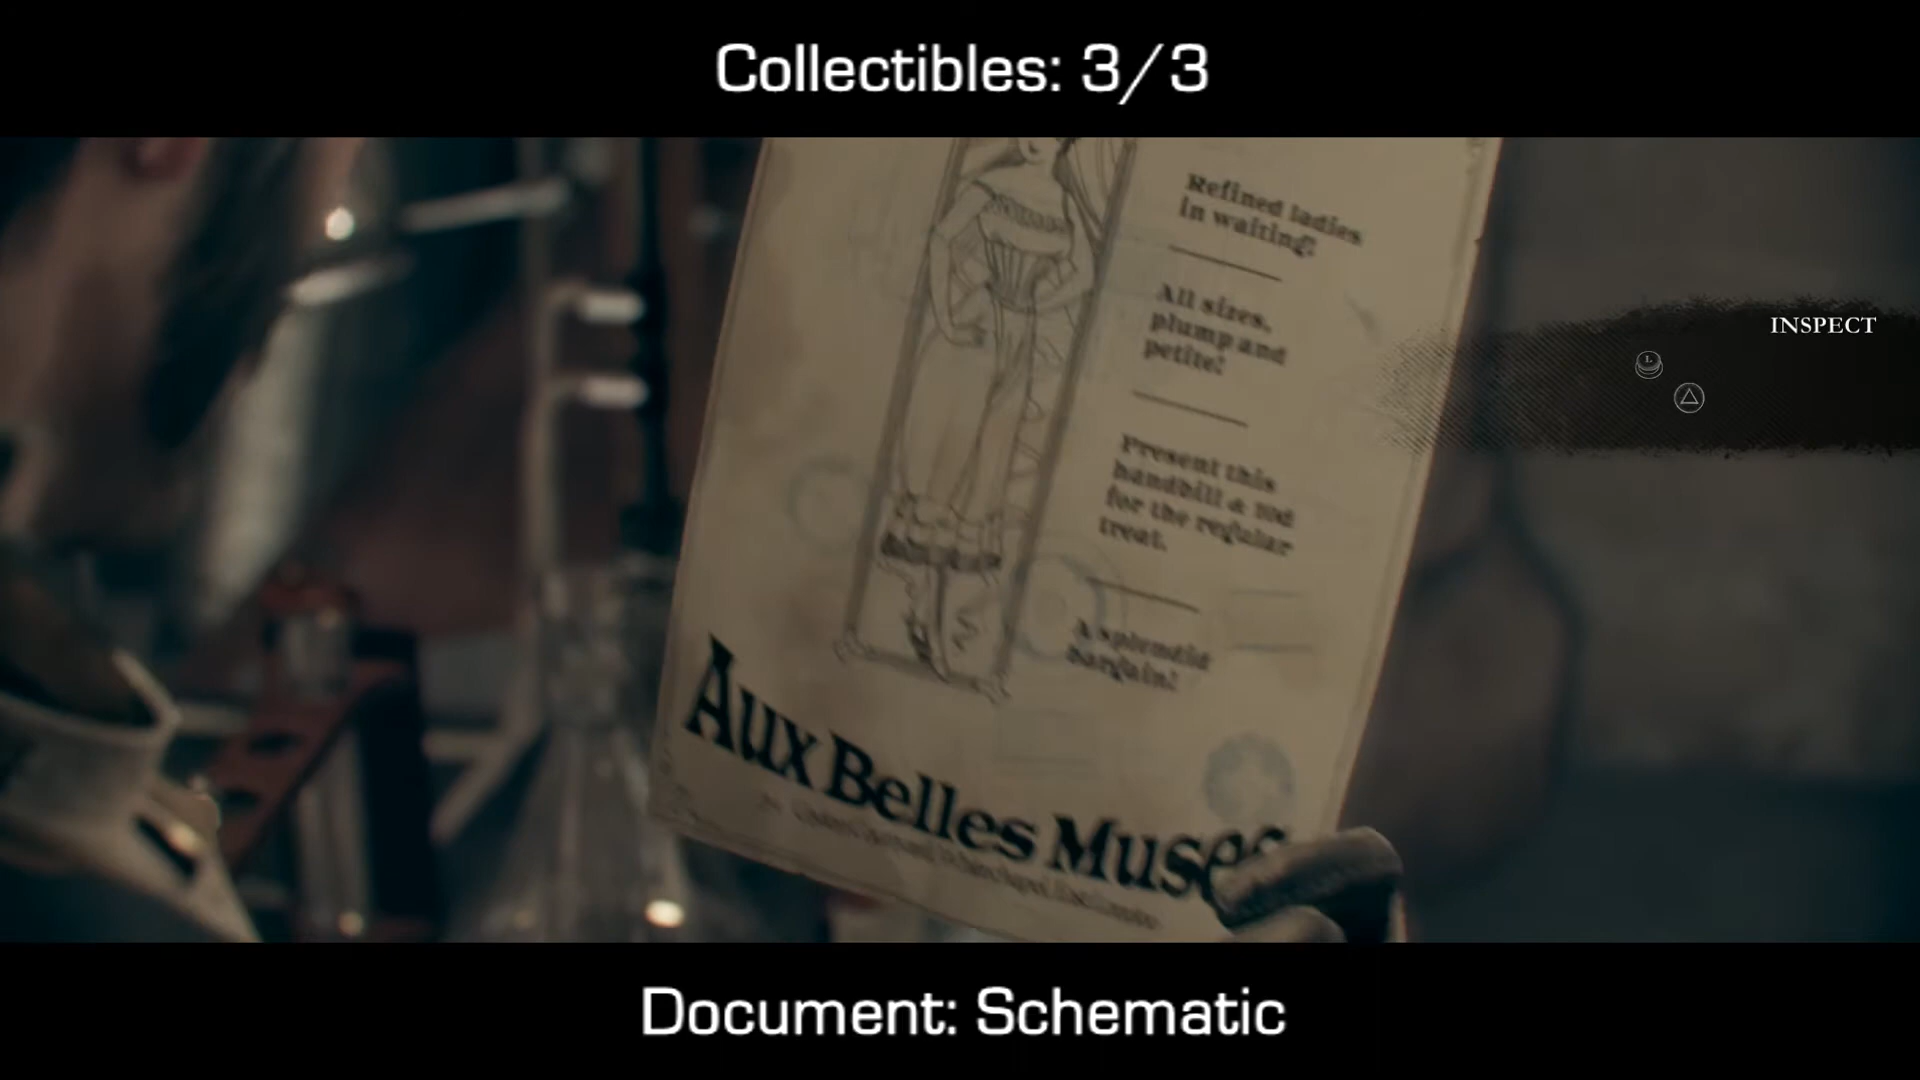 Collectibles: 3/3
Refined ladies
in waiting!
INSPECT
L
All sizes,
plump and
petite!
Present this
handbill & 10d
for the regular
treat.
A splendid
bargain!
Aux Belles Muses
Document: Schematic